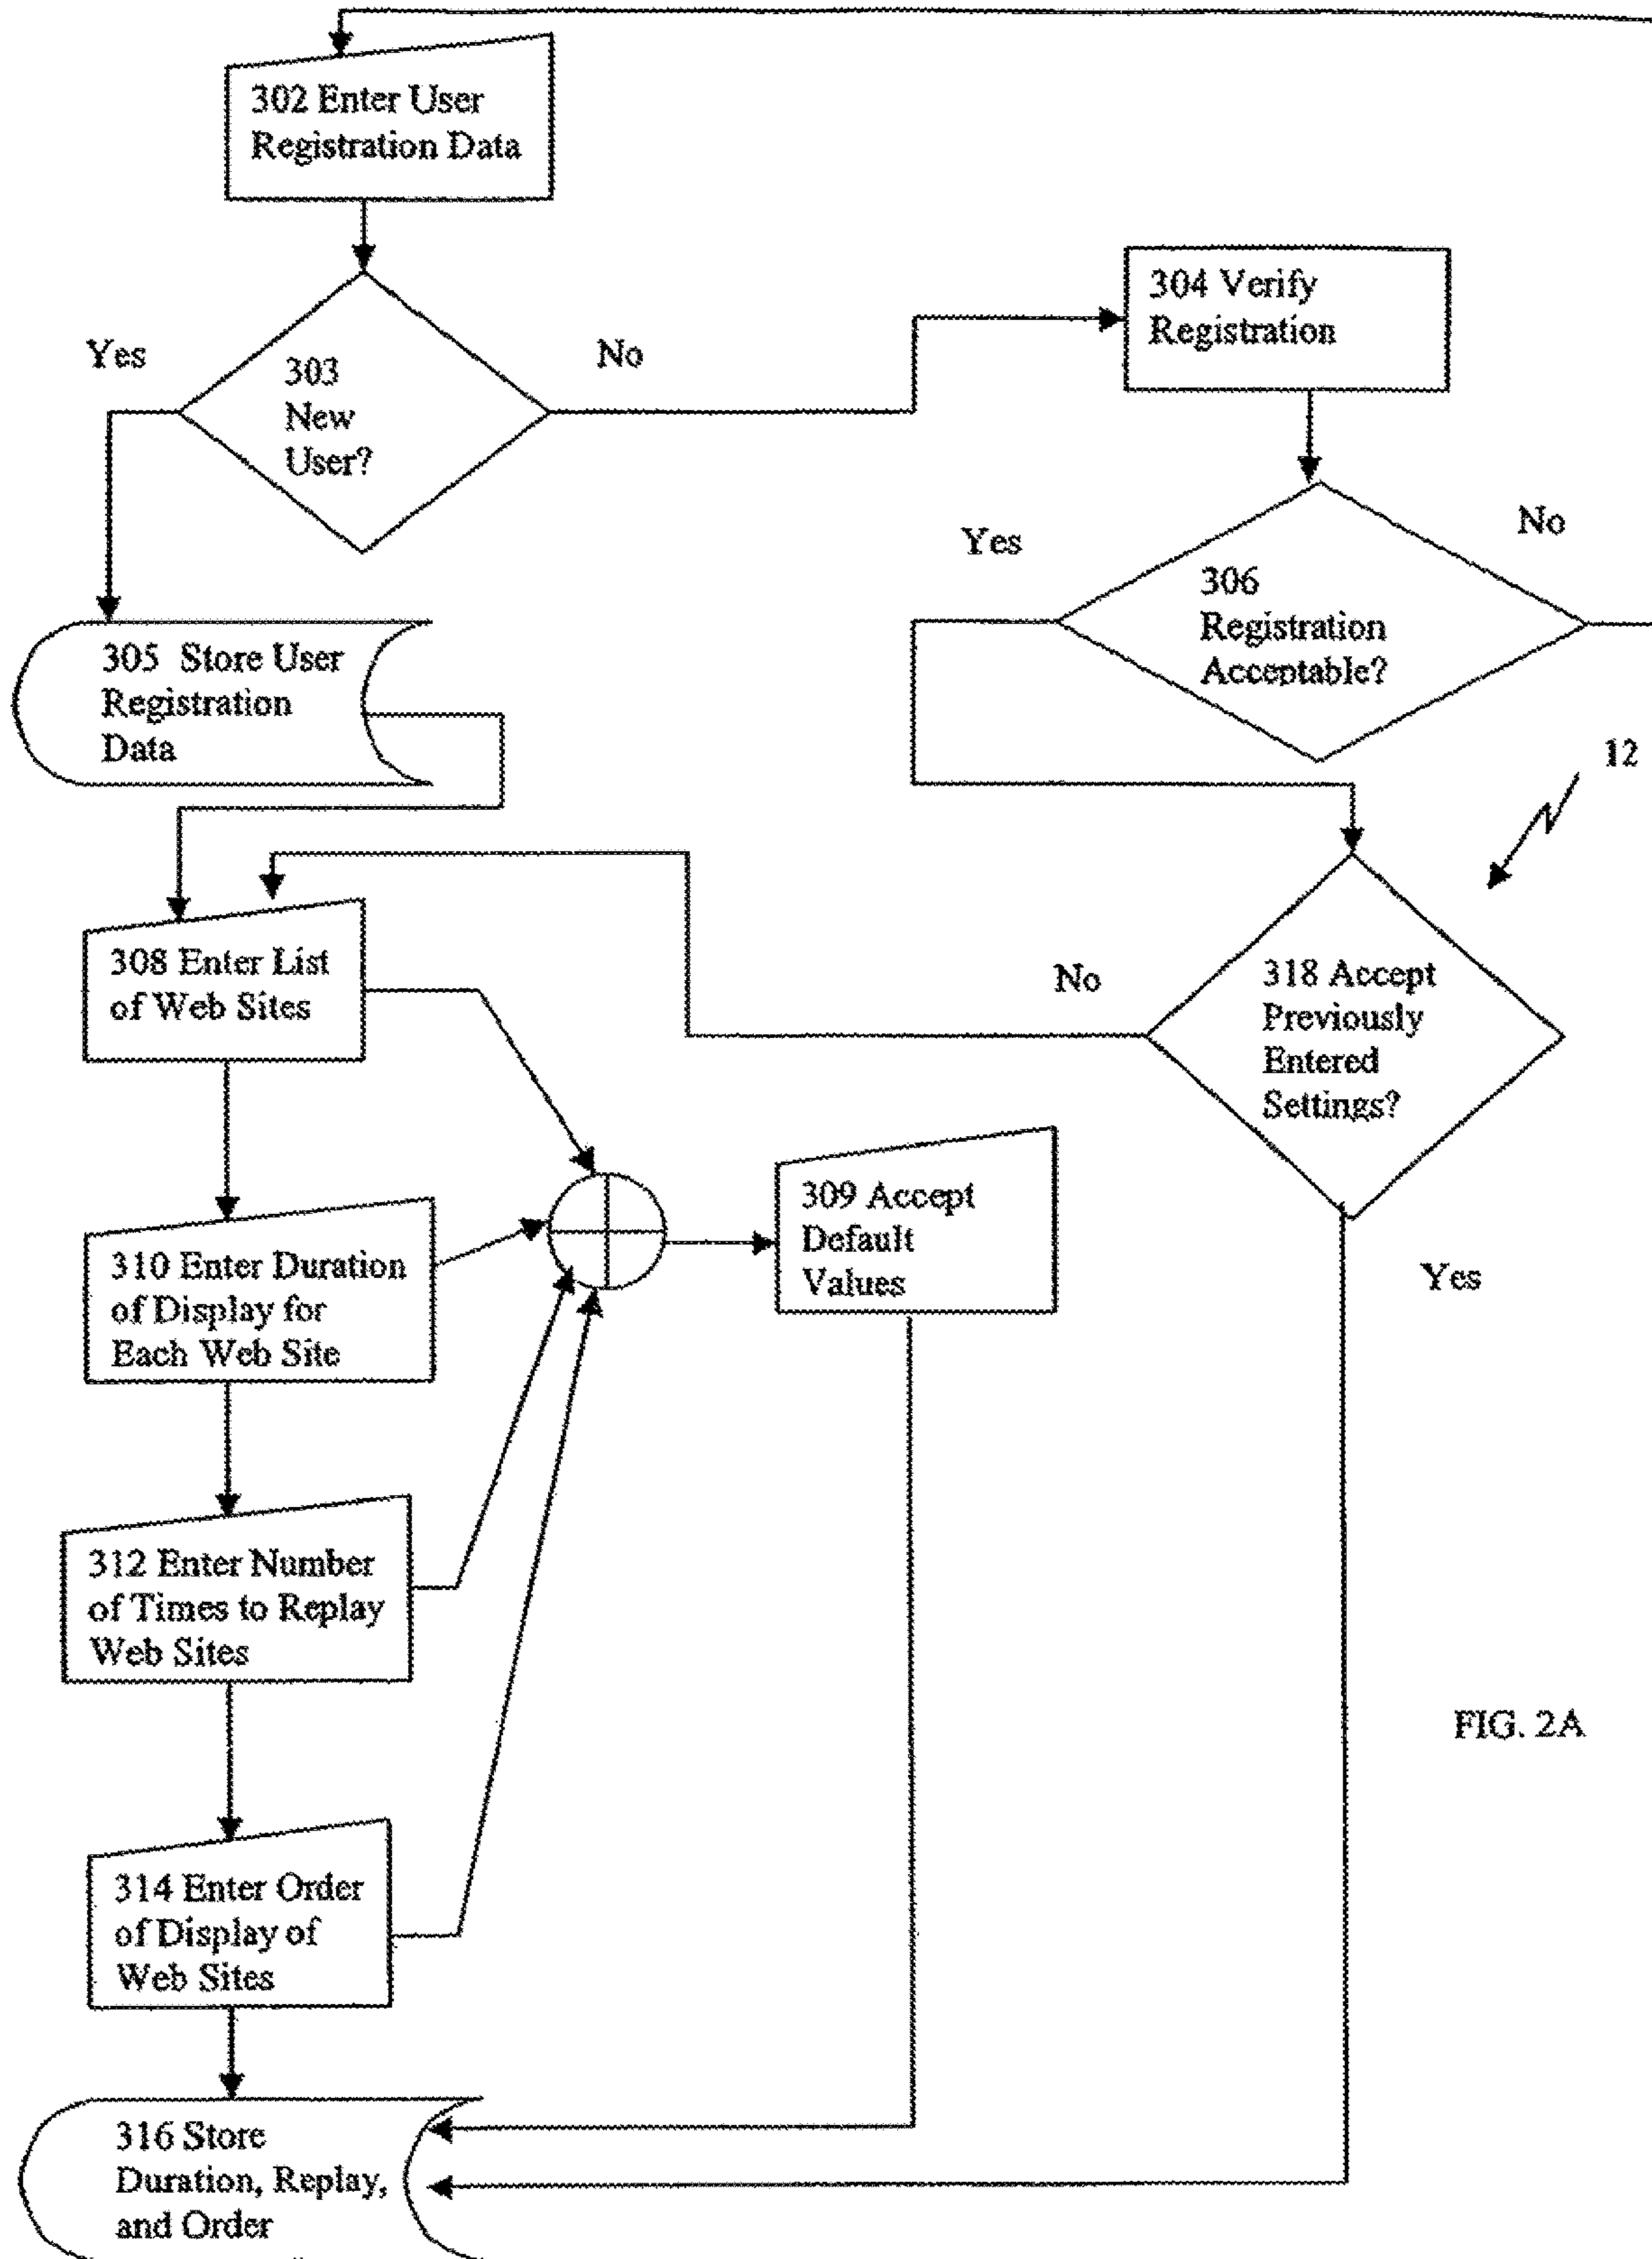 302 Enter User
Registration Data
303
New
User?
Yes
No
304 Verify
Registration
306
Registration
Acceptable?
Yes
No
305 Store User
Registration
Data
12
308 Enter List
of Web Sites
318 Accept
Previously
Entered
Settings?
No
Yes
309 Accept
Default
Values
310 Enter Duration
of Display for
Each Web Site
312 Enter Number
of Times to Replay
Web Sites
314 Enter Order
of Display of
Web Sites
316 Store
Duration, Replay,
and Order
FIG. 2A